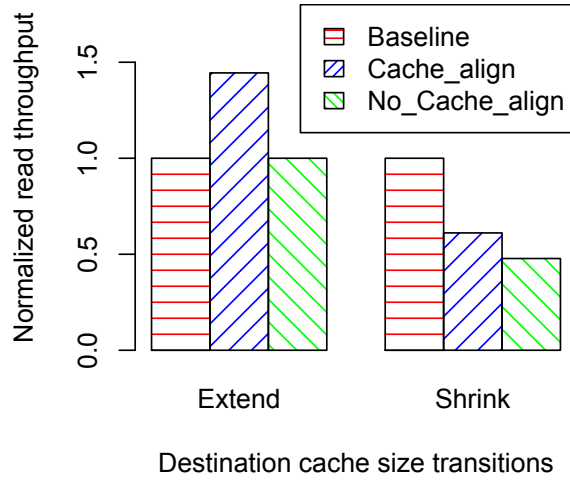 Baseline
Cache_align
No_Cache_align
Normalized read throughput
1.5
1.0
0.5
0.0
Extend Shrink
Destination cache size transitions